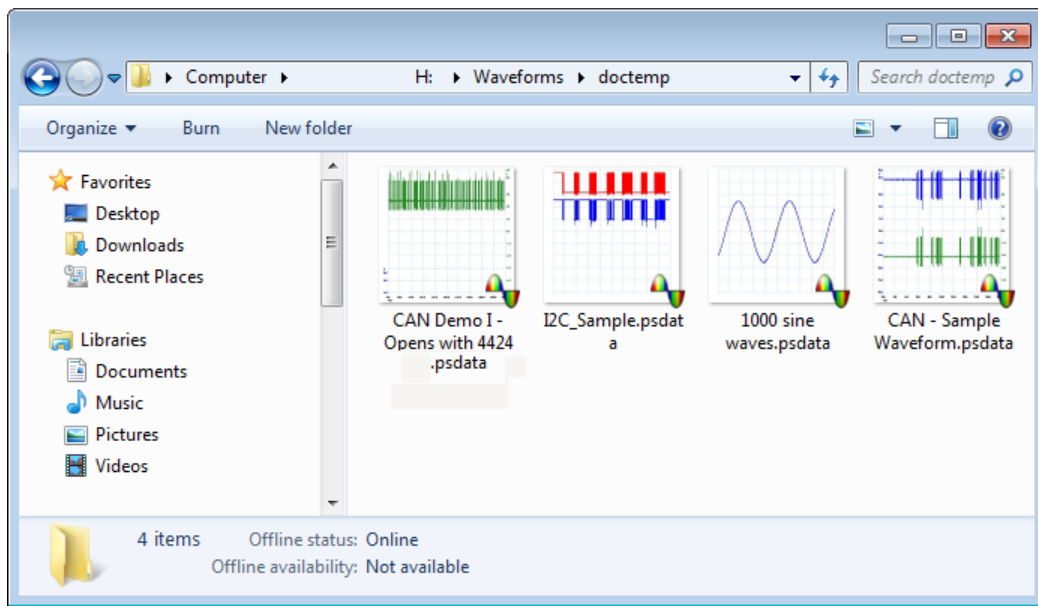 Computer H: Waveforms doctemp Search doctemp
Organize Burn New folder
Favorites
Desktop
Downloads
Recent Places
Libraries
Documents
Music
Pictures
Videos
CAN Demo I -
Opens with 4424
.psdata
I2C_Sample.psdat
a
1000 sine
waves.psdata
CAN - Sample
Waveform.psdata
4 items Offline status: Online
Offline availability: Not available